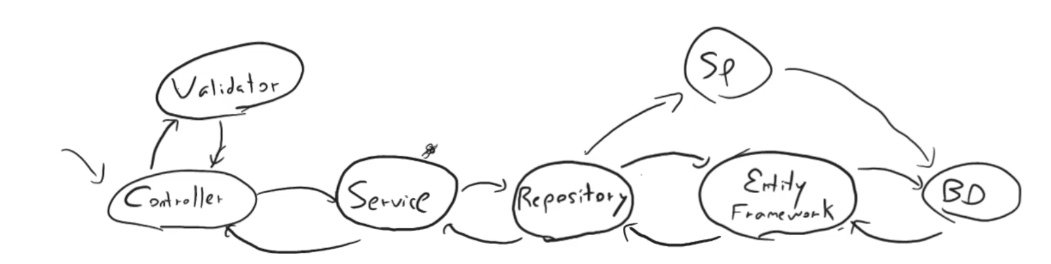 Validator
Controller
Service
Repository
SP
Entity
Framework
BD